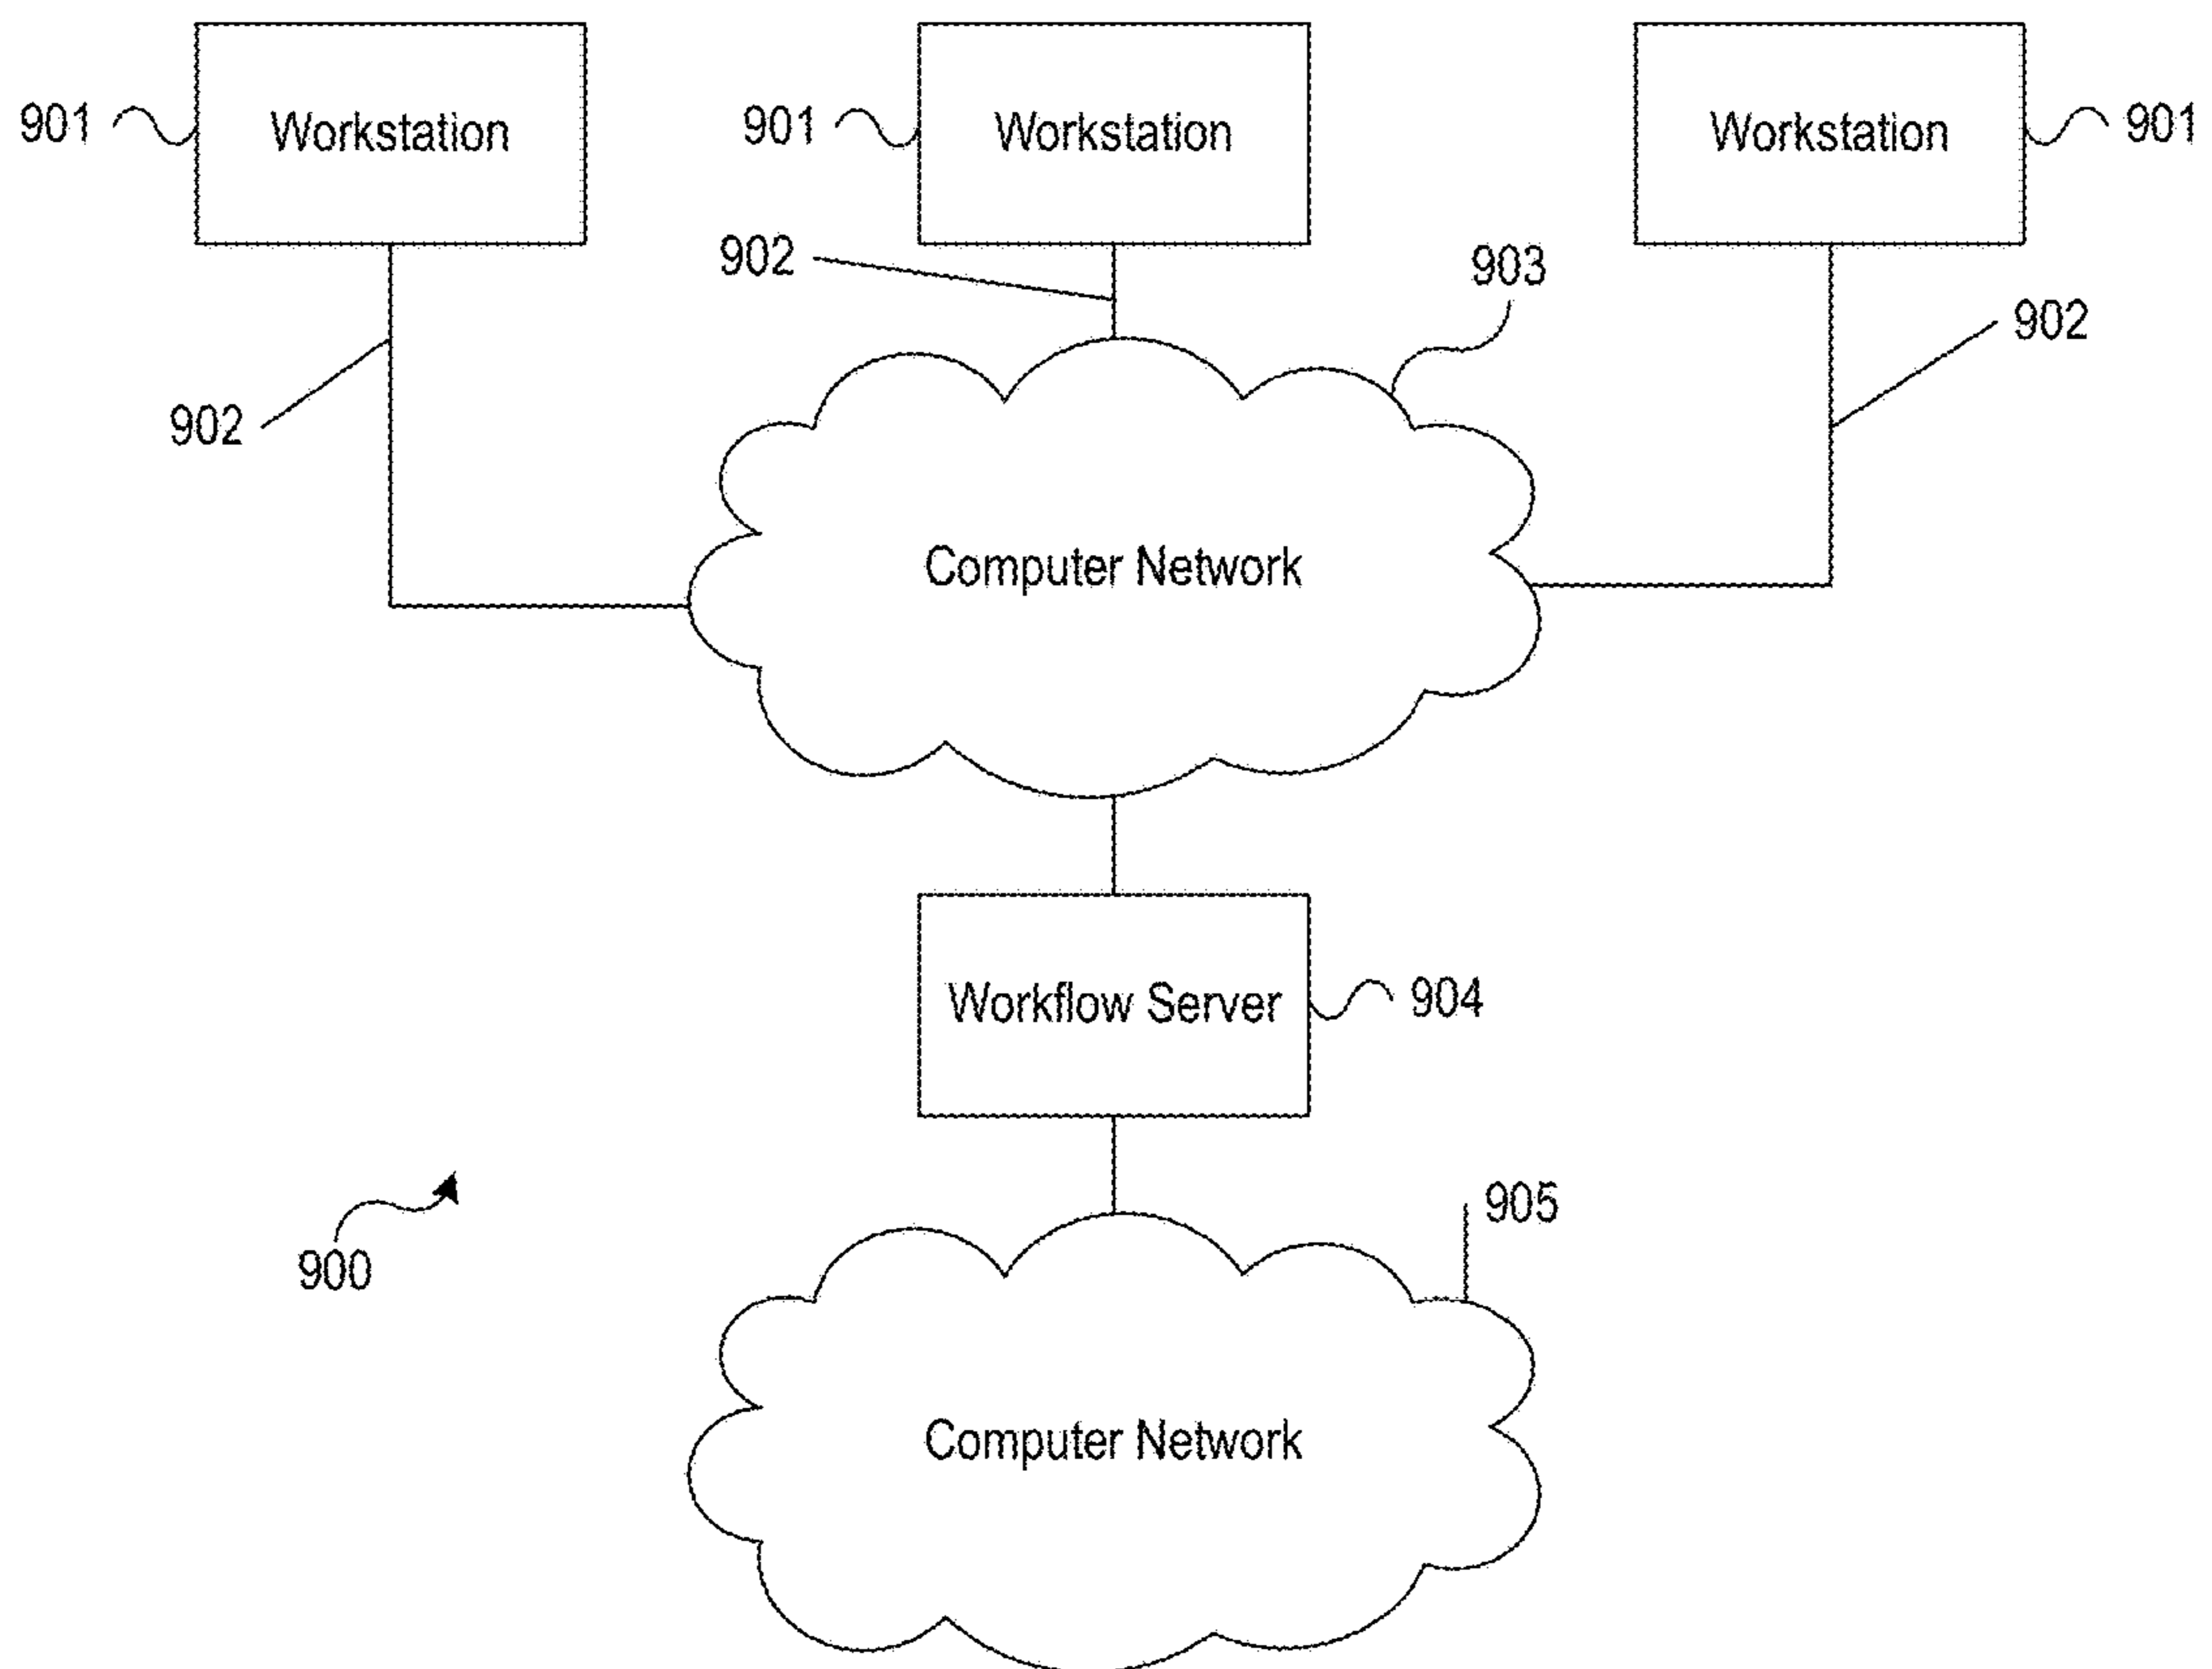 901
Workstation
901
Workstation
Workstation
901
902
903
902
902
Computer Network
Workflow Server
904
900
905
Computer Network